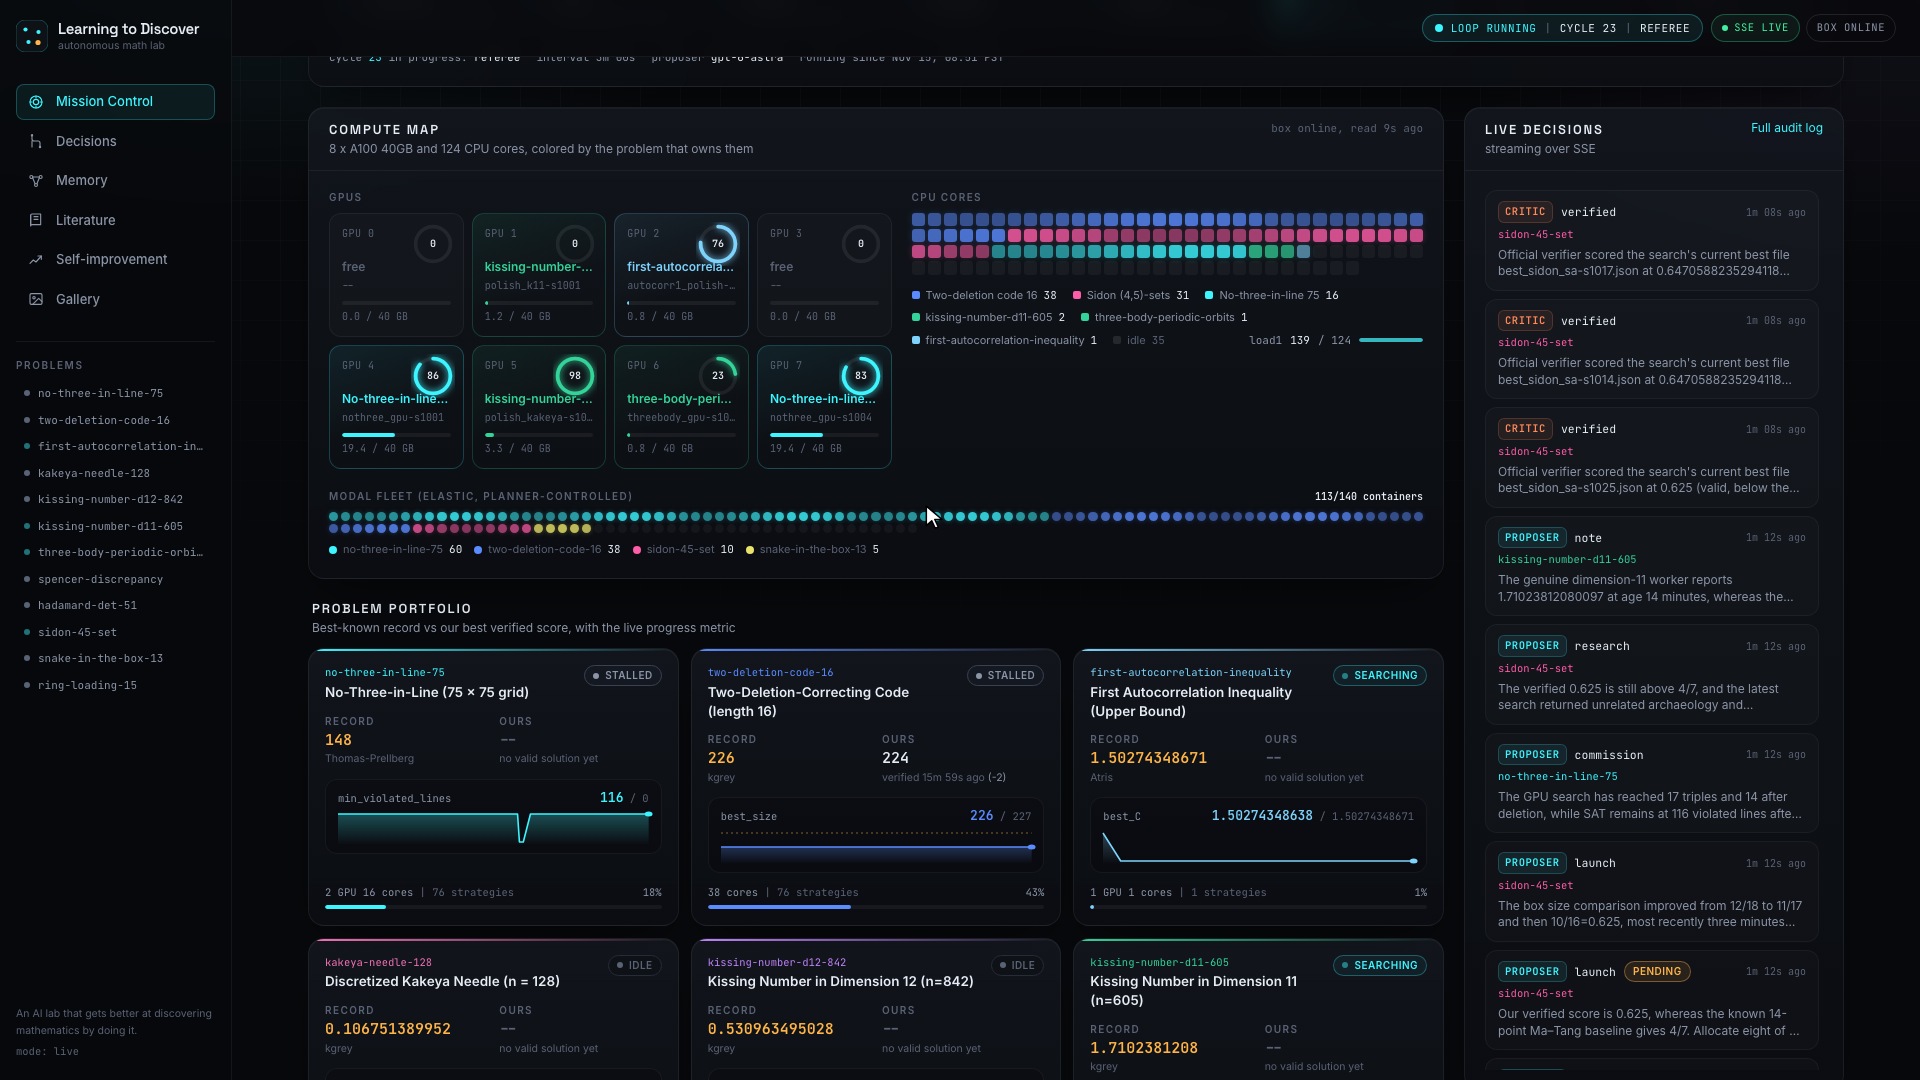 Learning to Discover
autonomous math lab
Mission Control
Decisions
Memory
Literature
Self-improvement
Gallery
PROBLEMS
no-three-in-line-75
two-deletion-code-16
first-autocorrelation-in…
kakeya-needle-128
kissing-number-d12-842
kissing-number-d11-605
three-body-periodic-orbi…
spencer-discrepancy
hadamard-det-51
sidon-45-set
snake-in-the-box-13
ring-loading-15
An AI lab that gets better at discovering
mathematics by doing it.
mode: live
LOOP RUNNING | CYCLE 23 | REFEREE
SSE LIVE
BOX ONLINE
cycle 23 in progress: referee interval 3m 00s proposer gpt-6-astra running since Nov 15, 08:51 PST
COMPUTE MAP
box online, read 9s ago
8 x A100 40GB and 124 CPU cores, colored by the problem that owns them
GPUS
GPU 0
0
free
--
0.0 / 40 GB
GPU 1
0
kissing-number-…
polish_k11-s1001
1.2 / 40 GB
GPU 2
76
first-autocorrela…
autocorr1_polish-…
0.8 / 40 GB
GPU 3
0
free
--
0.0 / 40 GB
GPU 4
86
No-three-in-line…
nothree_gpu-s1001
19.4 / 40 GB
GPU 5
98
kissing-number-…
polish_kakeya-s10…
3.3 / 40 GB
GPU 6
23
three-body-peri…
threebody_gpu-s10…
0.8 / 40 GB
GPU 7
83
No-three-in-line…
nothree_gpu-s1004
19.4 / 40 GB
CPU CORES
Two-deletion code 16 38
Sidon (4,5)-sets 31
No-three-in-line 75 16
kissing-number-d11-605 2
three-body-periodic-orbits 1
first-autocorrelation-inequality 1
idle 35
load1 139 / 124
MODAL FLEET (ELASTIC, PLANNER-CONTROLLED)
113/140 containers
no-three-in-line-75 60
two-deletion-code-16 38
sidon-45-set 10
snake-in-the-box-13 5
PROBLEM PORTFOLIO
Best-known record vs our best verified score, with the live progress metric
no-three-in-line-75
STALLED
No-Three-in-Line (75 × 75 grid)
RECORD
OURS
148
--
Thomas-Prellberg
no valid solution yet
min_violated_lines
116 / 0
2 GPU 16 cores | 76 strategies
18%
two-deletion-code-16
STALLED
Two-Deletion-Correcting Code
(length 16)
RECORD
OURS
226
224
kgrey
verified 15m 59s ago (-2)
best_size
226 / 227
38 cores | 76 strategies
43%
first-autocorrelation-inequality
SEARCHING
First Autocorrelation Inequality
(Upper Bound)
RECORD
OURS
1.50274348671
--
Atris
no valid solution yet
best_C
1.50274348638 / 1.50274348671
1 GPU 1 cores | 1 strategies
1%
kakeya-needle-128
IDLE
Discretized Kakeya Needle (n = 128)
RECORD
OURS
0.106751389952
--
kgrey
no valid solution yet
kissing-number-d12-842
IDLE
Kissing Number in Dimension 12 (n=842)
RECORD
OURS
0.530963495028
--
kgrey
no valid solution yet
kissing-number-d11-605
SEARCHING
Kissing Number in Dimension 11
(n=605)
RECORD
OURS
1.7102381208
--
kgrey
no valid solution yet
LIVE DECISIONS
Full audit log
streaming over SSE
CRITIC verified
1m 08s ago
sidon-45-set
Official verifier scored the search's current best file
best_sidon_sa-s1017.json at 0.6470588235294118…
CRITIC verified
1m 08s ago
sidon-45-set
Official verifier scored the search's current best file
best_sidon_sa-s1014.json at 0.6470588235294118…
CRITIC verified
1m 08s ago
sidon-45-set
Official verifier scored the search's current best file
best_sidon_sa-s1025.json at 0.625 (valid, below the…
PROPOSER note
1m 12s ago
kissing-number-d11-605
The genuine dimension-11 worker reports
1.71023812080097 at age 14 minutes, whereas the…
PROPOSER research
1m 12s ago
sidon-45-set
The verified 0.625 is still above 4/7, and the latest
search returned unrelated archaeology and…
PROPOSER commission
1m 12s ago
no-three-in-line-75
The GPU search has reached 17 triples and 14 after
deletion, while SAT remains at 116 violated lines afte…
PROPOSER launch
1m 12s ago
sidon-45-set
The box size comparison improved from 12/18 to 11/17
and then 10/16=0.625, most recently three minutes…
PROPOSER launch PENDING
1m 12s ago
sidon-45-set
Our verified score is 0.625, whereas the known 14-
point Ma–Tang baseline gives 4/7. Allocate eight of …